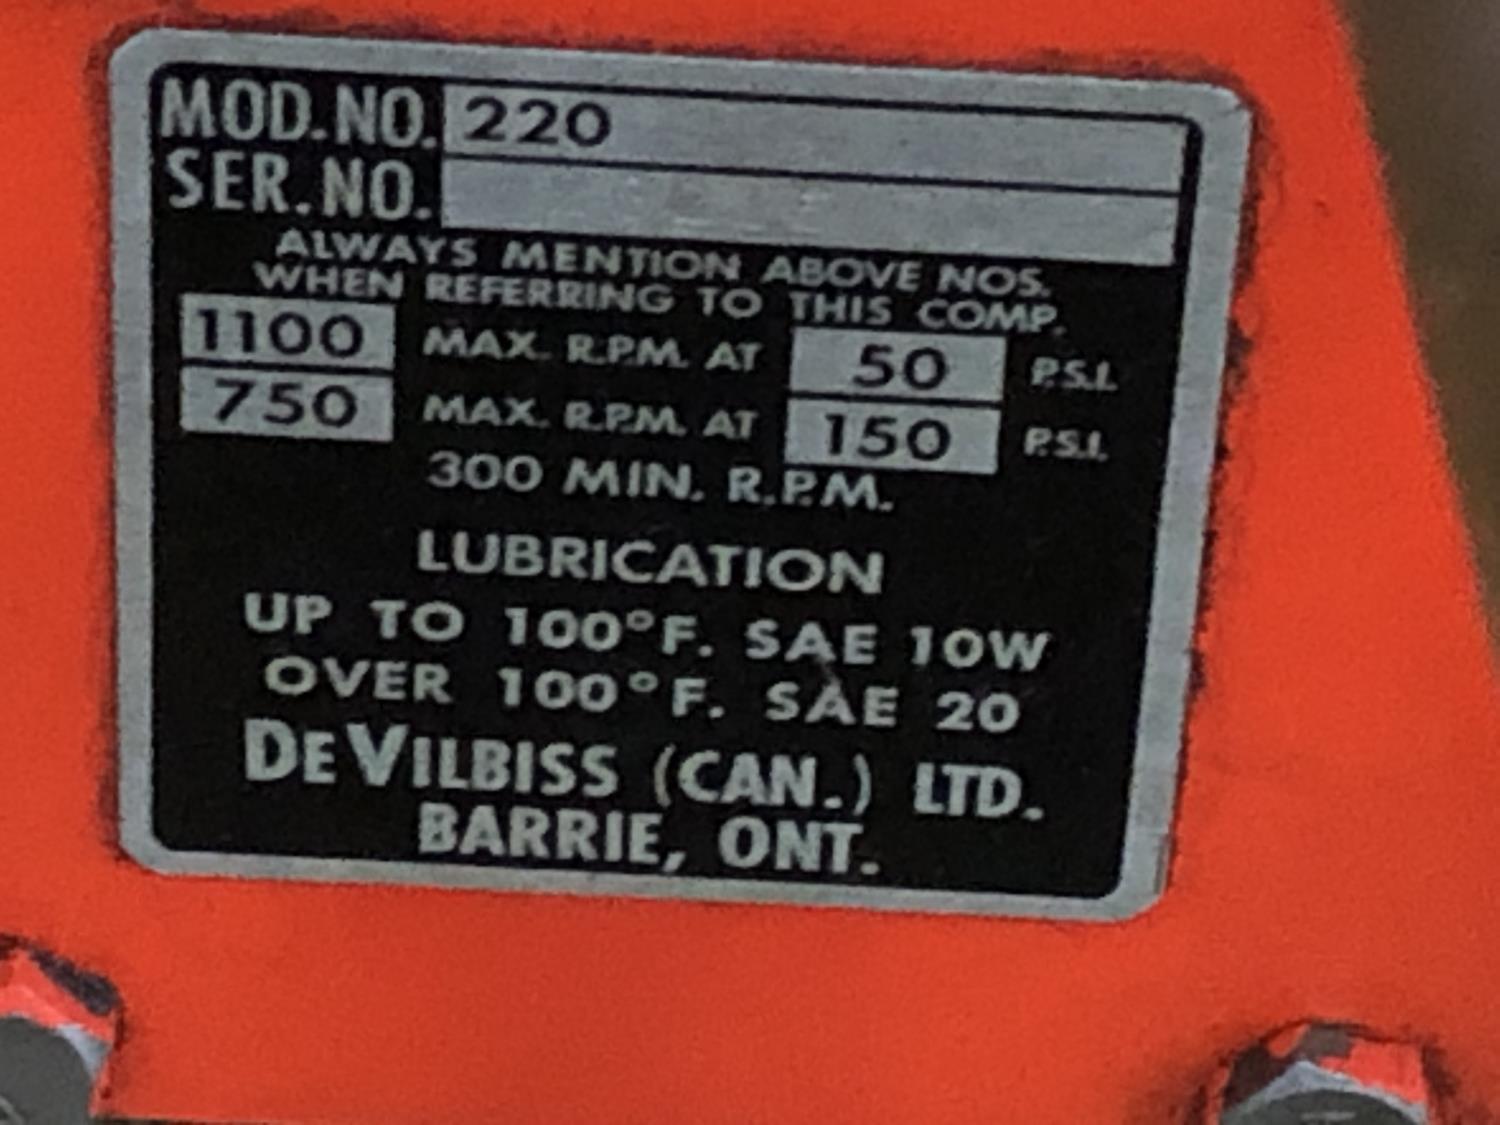 MOD. NO. 220
SER. NO.
ALWAYS MENTION ABOVE NOS.
WHEN REFERRING TO THIS COMP.
1100 MAX. R.P.M. AT 50 P.S.I.
750 MAX. R.P.M. AT 150 P.S.I.
300 MIN. R.P.M.
LUBRICATION
UP TO 100°F. SAE 10W
OVER 100°F. SAE 20
DEVILBISS (CAN.) LTD.
BARRIE, ONT.